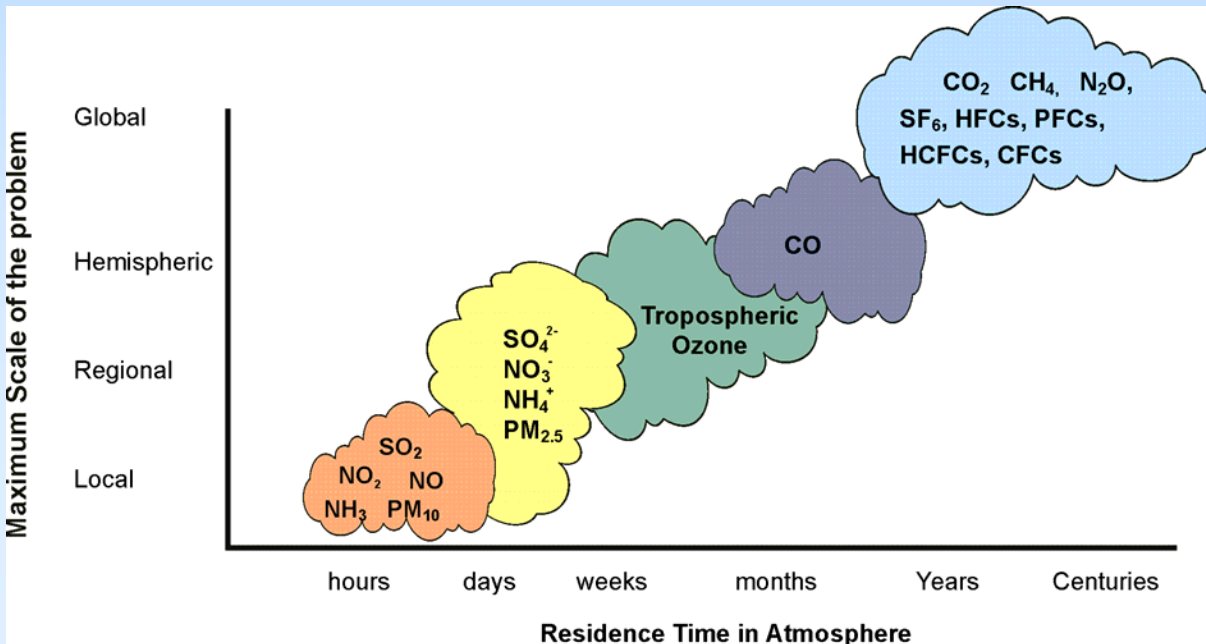 Maximum Scale of the problem
Global
Hemispheric
Regional
Local
CO₂ CH₄, N₂O,
SF₆, HFCs, PFCs,
HCFCs, CFCs
CO
Tropospheric
Ozone
SO₄²⁻
NO₃⁻
NH₄⁺
PM₂.₅
SO₂
NO₂ NO
NH₃ PM₁₀
hours days weeks months Years Centuries
Residence Time in Atmosphere